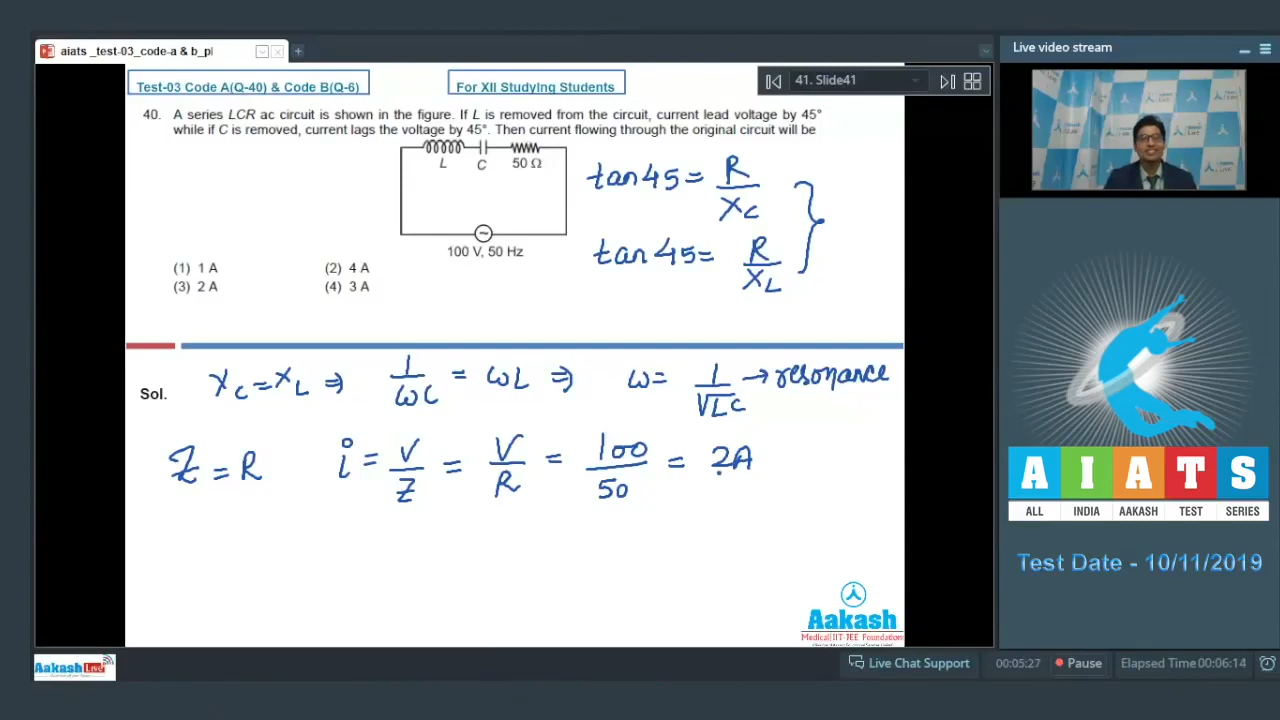 aiats _test-03_code-a & b_pl
Live video stream
41. Slide41
Test-03 Code A(Q-40) & Code B(Q-6)
For XII Studying Students
40. A series LCR ac circuit is shown in the figure. If L is removed from the circuit, current lead voltage by 45°
while if C is removed, current lags the voltage by 45°. Then current flowing through the original circuit will be
L C 50 Ω
100 V, 50 Hz
(1) 1 A (2) 4 A
(3) 2 A (4) 3 A
tan 45 = R/XC
tan 45 = R/XL
Sol. XC = XL ⇒ 1/ωC = ωL ⇒ ω = 1/√LC → resonance
Z = R i = V/Z = V/R = 100/50 = 2A
Aakash
Medical|IIT-JEE|Foundations
AIATS
ALL INDIA AAKASH TEST SERIES
Test Date - 10/11/2019
Aakash Live
Live Chat Support
00:05:27
Pause
Elapsed Time 00:06:14